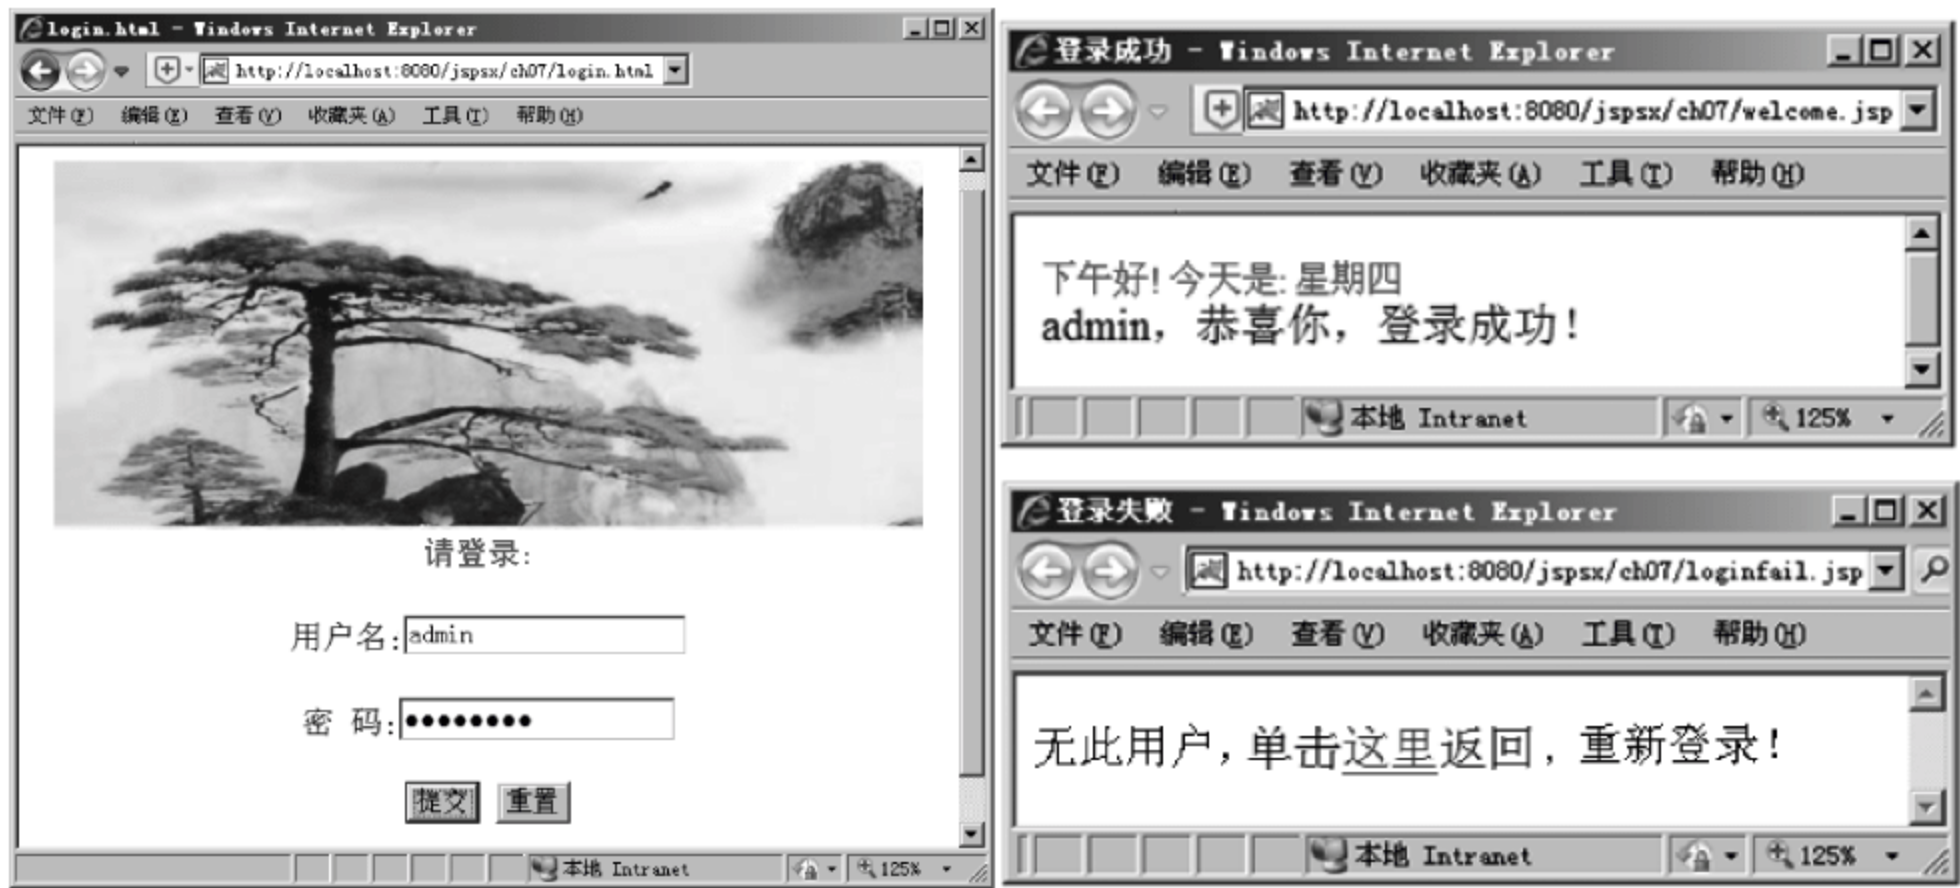 login.html - Windows Internet Explorer
http://localhost:8080/jspsx/ch07/login.html
文件(F) 编辑(E) 查看(V) 收藏夹(A) 工具(T) 帮助(H)
请登录:
用户名:admin
密 码:●●●●●●●●
提交 重置
本地 Intranet 125%
登录成功 - Windows Internet Explorer
http://localhost:8080/jspsx/ch07/welcome.jsp
文件(F) 编辑(E) 查看(V) 收藏夹(A) 工具(T) 帮助(H)
下午好! 今天是: 星期四
admin，恭喜你，登录成功!
本地 Intranet 125%
登录失败 - Windows Internet Explorer
http://localhost:8080/jspsx/ch07/loginfail.jsp
文件(F) 编辑(E) 查看(V) 收藏夹(A) 工具(T) 帮助(H)
无此用户，单击这里返回，重新登录!
本地 Intranet 125%